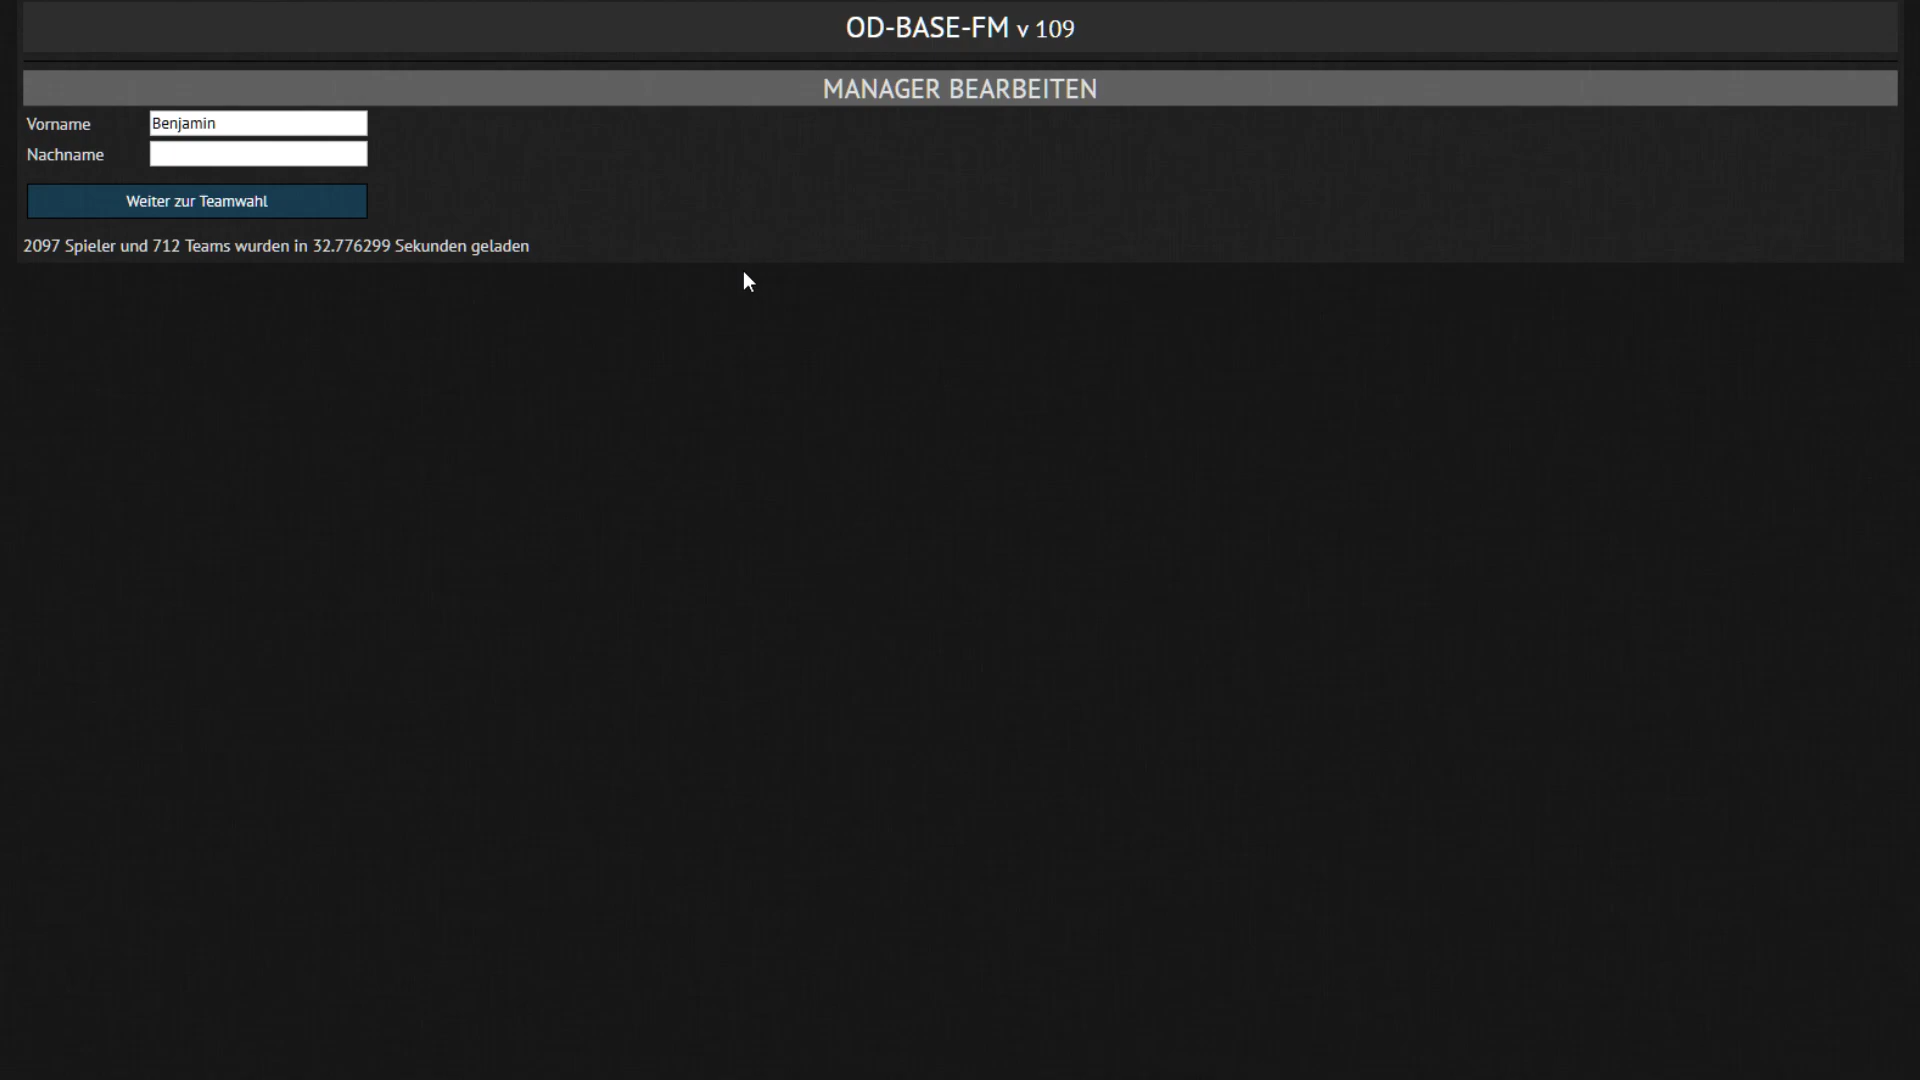 OD-BASE-FM v 109
MANAGER BEARBEITEN
Vorname Benjamin
Nachname
Weiter zur Teamwahl
2097 Spieler und 712 Teams wurden in 32.776299 Sekunden geladen